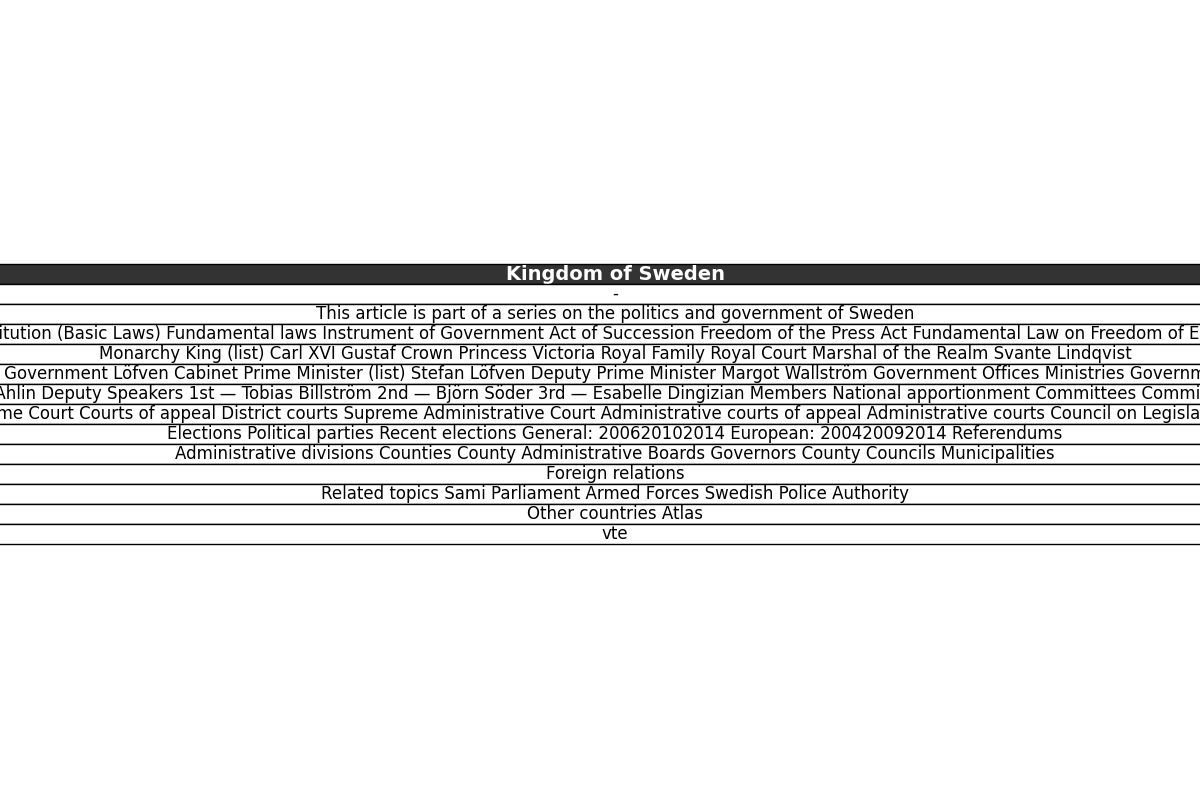 Kingdom of Sweden
-
This article is part of a series on the politics and government of Sweden
(Basic Laws) Fundamental laws Instrument of Government Act of Succession Freedom of the Press Act Fundamental Law on Freedom of
Monarchy King (list) Carl XVI Gustaf Crown Princess Victoria Royal Family Royal Court Marshal of the Realm Svante Lindqvist
Government Löfven Cabinet Prime Minister (list) Stefan Löfven Deputy Prime Minister Margot Wallström Government Offices Ministries
Ahlin Deputy Speakers 1st — Tobias Billström 2nd — Björn Söder 3rd — Esabelle Dingizian Members National apportionment Committees
Court Courts of appeal District courts Supreme Administrative Court Administrative courts of appeal Administrative courts Council on
Elections Political parties Recent elections General: 200620102014 European: 200420092014 Referendums
Administrative divisions Counties County Administrative Boards Governors County Councils Municipalities
Foreign relations
Related topics Sami Parliament Armed Forces Swedish Police Authority
Other countries Atlas
vte